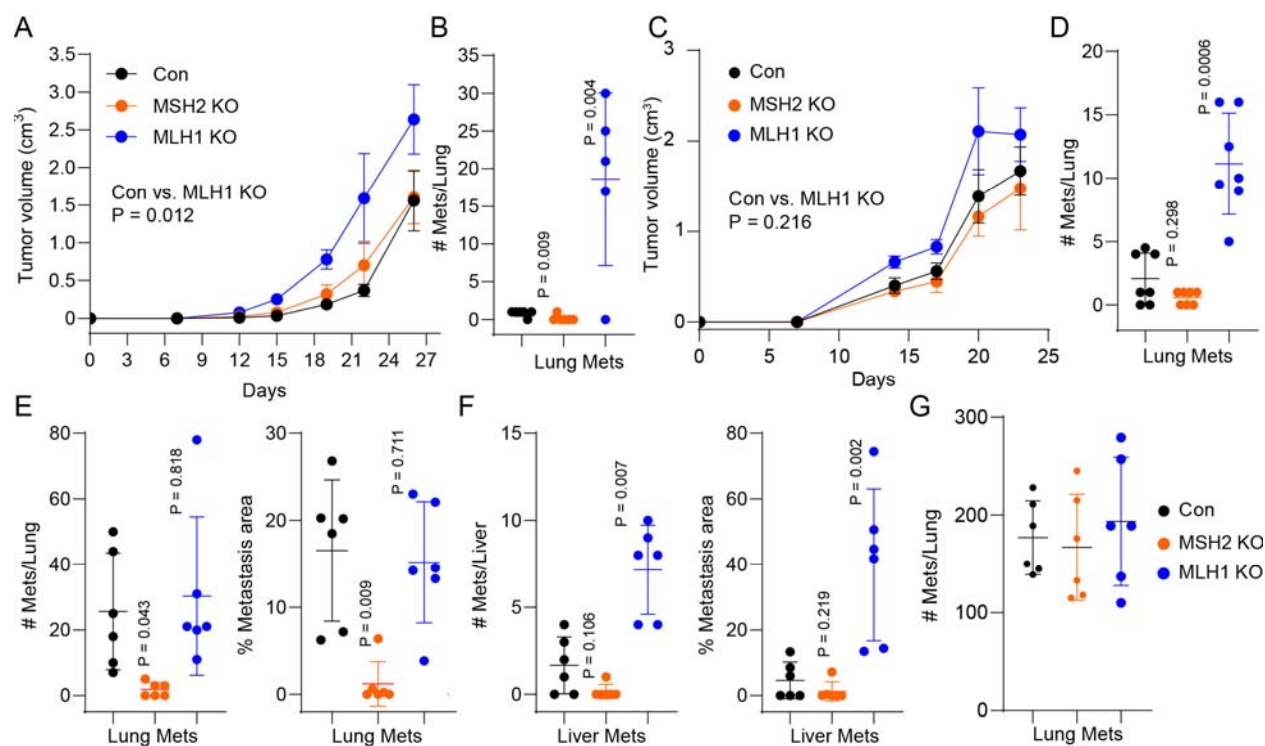 A
3.5
3.0
2.5
2.0
1.5
1.0
0.5
0
Tumor volume (cm³)
Con
MSH2 KO
MLH1 KO
Con vs. MLH1 KO
P = 0.012
0 3 6 9 12 15 19 21 24 27
Days
B
35
30
25
20
15
10
5
0
# Mets/Lung
P = 0.009
P = 0.004
Lung Mets
C
3
2
1
0
Tumor volume (cm³)
Con
MSH2 KO
MLH1 KO
Con vs. MLH1 KO
P = 0.216
0 5 10 15 20 25
Days
D
20
15
10
5
0
# Mets/Lung
P = 0.298
P = 0.0006
Lung Mets
E
80
60
40
20
0
# Mets/Lung
P = 0.043
P = 0.818
Lung Mets
30
20
10
0
% Metastasis area
P = 0.009
P = 0.711
Lung Mets
F
15
10
5
0
# Mets/Liver
P = 0.106
P = 0.007
Liver Mets
80
60
40
20
0
% Metastasis area
P = 0.219
P = 0.002
Liver Mets
G
300
200
100
0
# Mets/Lung
Con
MSH2 KO
MLH1 KO
Lung Mets